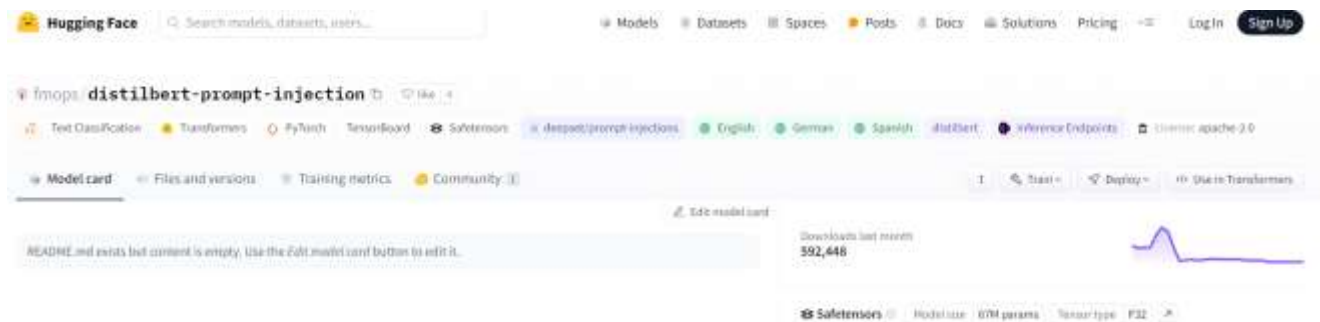 Hugging Face Search models, datasets, users... Models Datasets Spaces Posts Docs Solutions Pricing Log In Sign Up
fmops/distilbert-prompt-injection like 4
Text Classification Transformers PyTorch TensorBoard Safetensors deepset/prompt-injections English German Spanish distilbert Inference Endpoints License: apache-2.0
Model card Files and versions Training metrics Community 1 Train Deploy Use in Transformers
Edit model card
README.md exists but content is empty. Use the Edit model card button to edit it.
Downloads last month
592,448
Safetensors Model size 67M params Tensor type F32